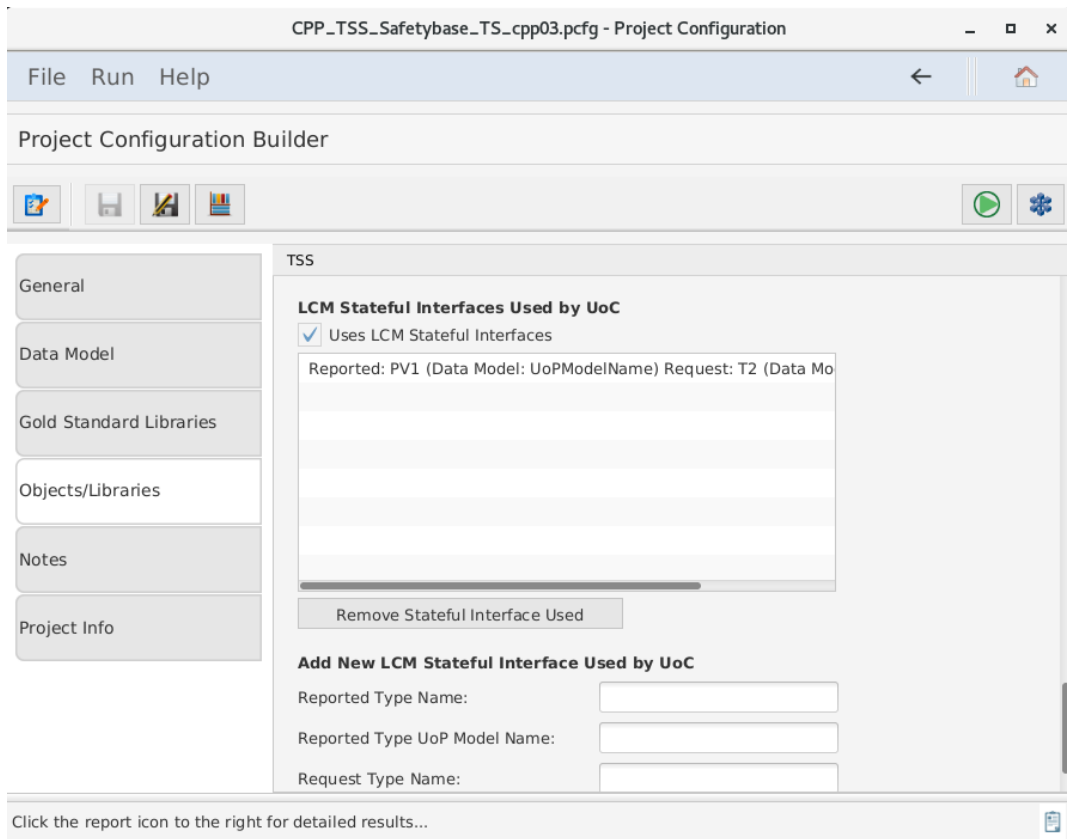 CPP_TSS_Safetybase_TS_cpp03.pcfg - Project Configuration
File Run Help
Project Configuration Builder
TSS
General
Data Model
Gold Standard Libraries
Objects/Libraries
Notes
Project Info
LCM Stateful Interfaces Used by UoC
Uses LCM Stateful Interfaces
Reported: PV1 (Data Model: UoPModelName) Request: T2 (Data Mo
Remove Stateful Interface Used
Add New LCM Stateful Interface Used by UoC
Reported Type Name:
Reported Type UoP Model Name:
Request Type Name:
Click the report icon to the right for detailed results...